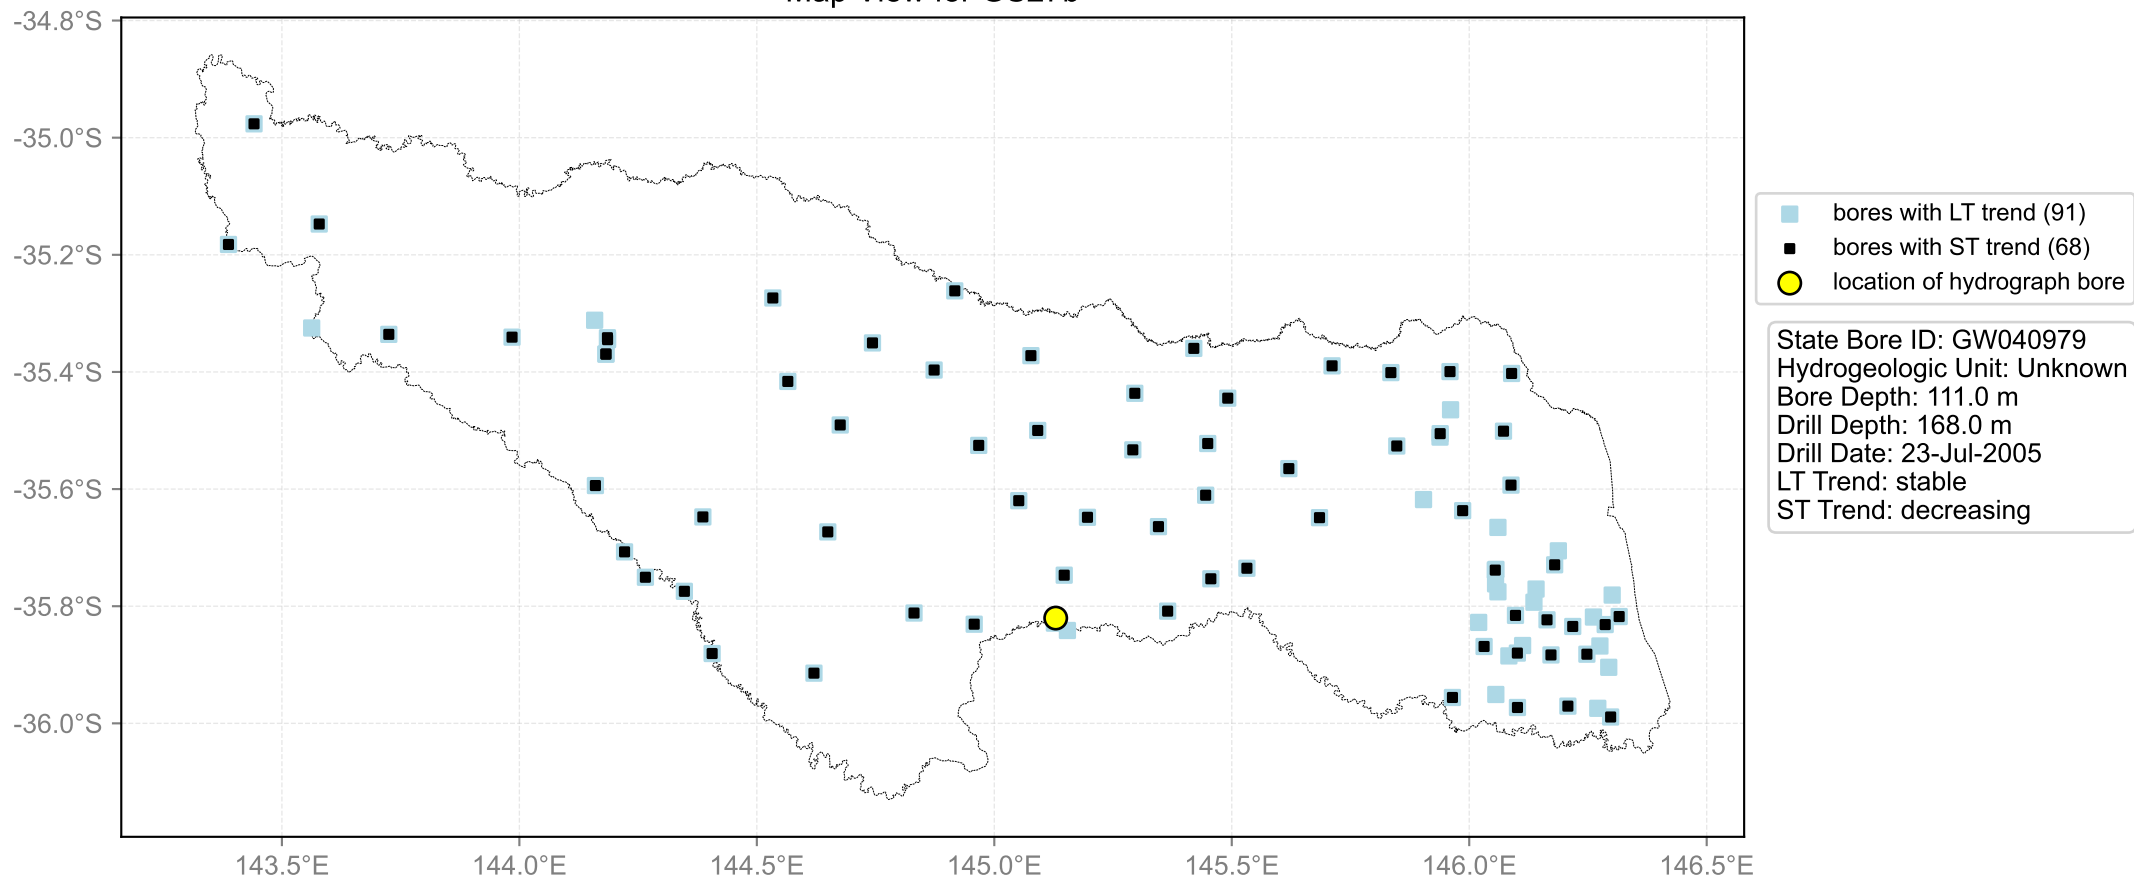 -34.8°S
-35.0°S
-35.2°S
-35.4°S
-35.6°S
-35.8°S
-36.0°S
143.5°E
144.0°E
144.5°E
145.0°E
145.5°E
146.0°E
146.5°E
bores with LT trend (91)
bores with ST trend (68)
location of hydrograph bore
State Bore ID: GW040979
Hydrogeologic Unit: Unknown
Bore Depth: 111.0 m
Drill Depth: 168.0 m
Drill Date: 23-Jul-2005
LT Trend: stable
ST Trend: decreasing